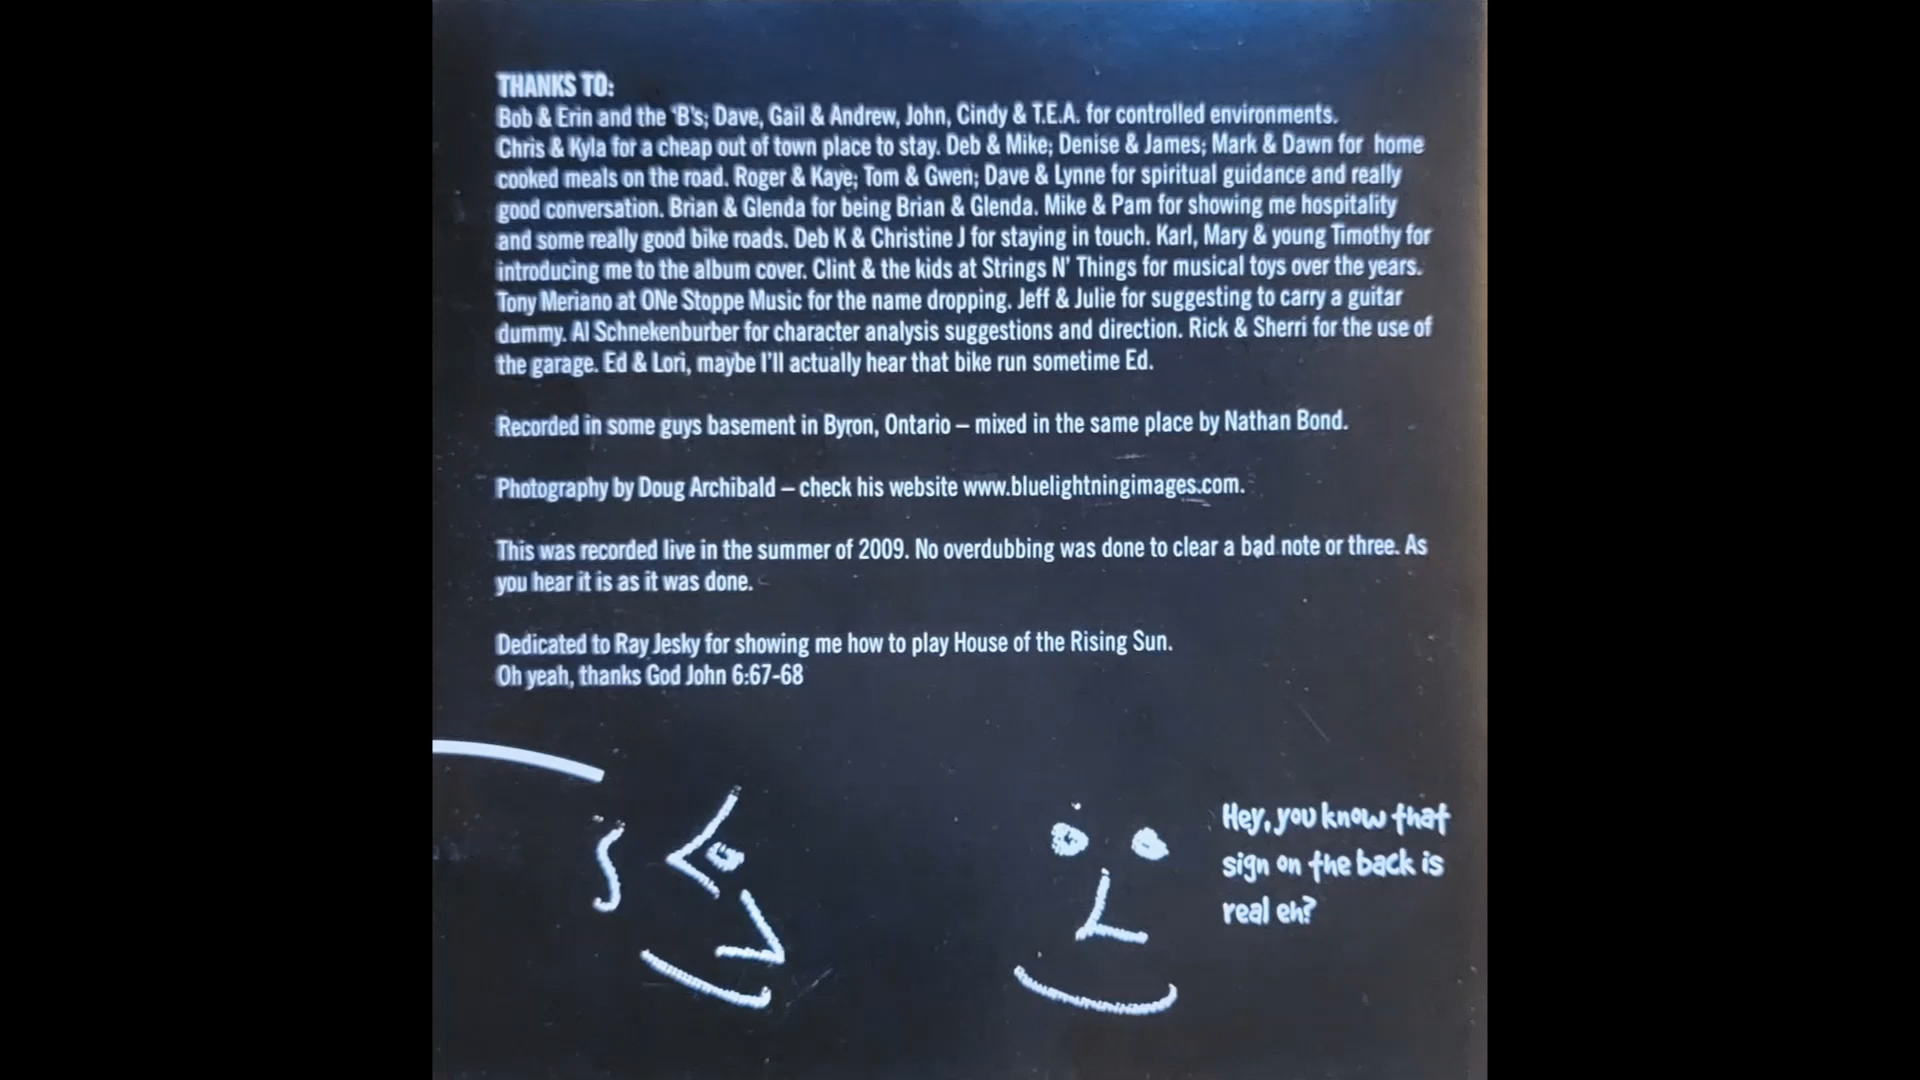 THANKS TO:
Bob & Erin and the 'B's; Dave, Gail & Andrew, John, Cindy & T.E.A. for controlled environments.
Chris & Kyla for a cheap out of town place to stay. Deb & Mike; Denise & James; Mark & Dawn for home
cooked meals on the road. Roger & Kaye; Tom & Gwen; Dave & Lynne for spiritual guidance and really
good conversation. Brian & Glenda for being Brian & Glenda. Mike & Pam for showing me hospitality
and some really good bike roads. Deb K & Christine J for staying in touch. Karl, Mary & young Timothy for
introducing me to the album cover. Clint & the kids at Strings N' Things for musical toys over the years.
Tony Meriano at ONe Stoppe Music for the name dropping. Jeff & Julie for suggesting to carry a guitar
dummy. Al Schnekenburber for character analysis suggestions and direction. Rick & Sherri for the use of
the garage. Ed & Lori, maybe I'll actually hear that bike run sometime Ed.
Recorded in some guys basement in Byron, Ontario – mixed in the same place by Nathan Bond.
Photography by Doug Archibald – check his website www.bluelightningimages.com.
This was recorded live in the summer of 2009. No overdubbing was done to clear a bad note or three. As
you hear it is as it was done.
Dedicated to Ray Jesky for showing me how to play House of the Rising Sun.
Oh yeah, thanks God John 6:67-68
Hey, you know that
sign on the back is
real eh?